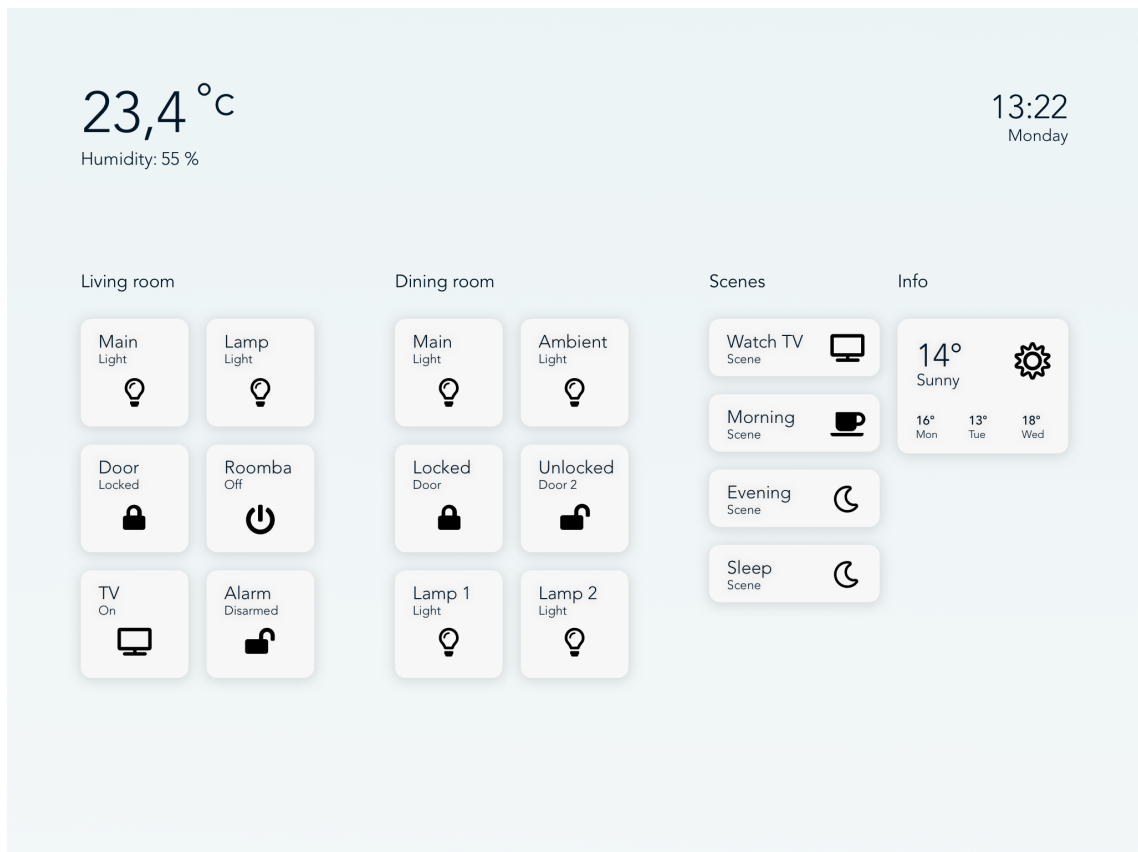 23,4 °C
Humidity: 55 %
13:22
Monday
Living room
Main
Light
Lamp
Light
Door
Locked
Roomba
Off
TV
On
Alarm
Disarmed
Dining room
Main
Light
Ambient
Light
Locked
Door
Unlocked
Door 2
Lamp 1
Light
Lamp 2
Light
Scenes
Watch TV
Scene
Morning
Scene
Evening
Scene
Sleep
Scene
Info
14°
Sunny
16° 13° 18°
Mon Tue Wed